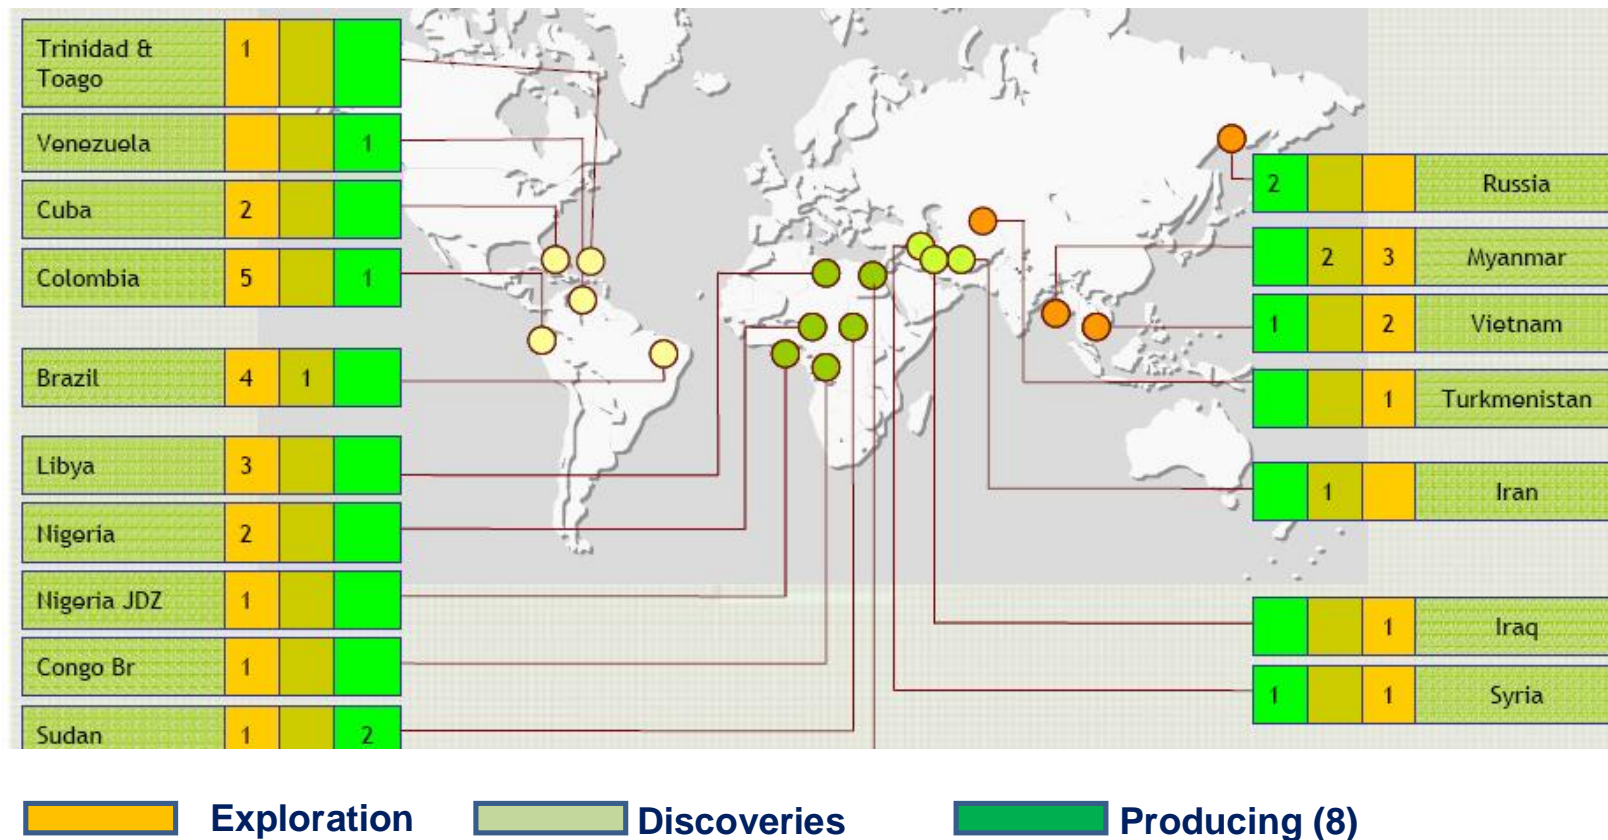 Trinidad & 1
Toago
Venezuela 1
Cuba 2
Colombia 5 1
Brazil 4 1
Libya 3
Nigeria 2
Nigeria JDZ 1
Congo Br 1
Sudan 1 2
2 Russia
2 3 Myanmar
1 2 Vietnam
1 Turkmenistan
1 Iran
1 Iraq
1 1 Syria
Exploration Discoveries Producing (8)